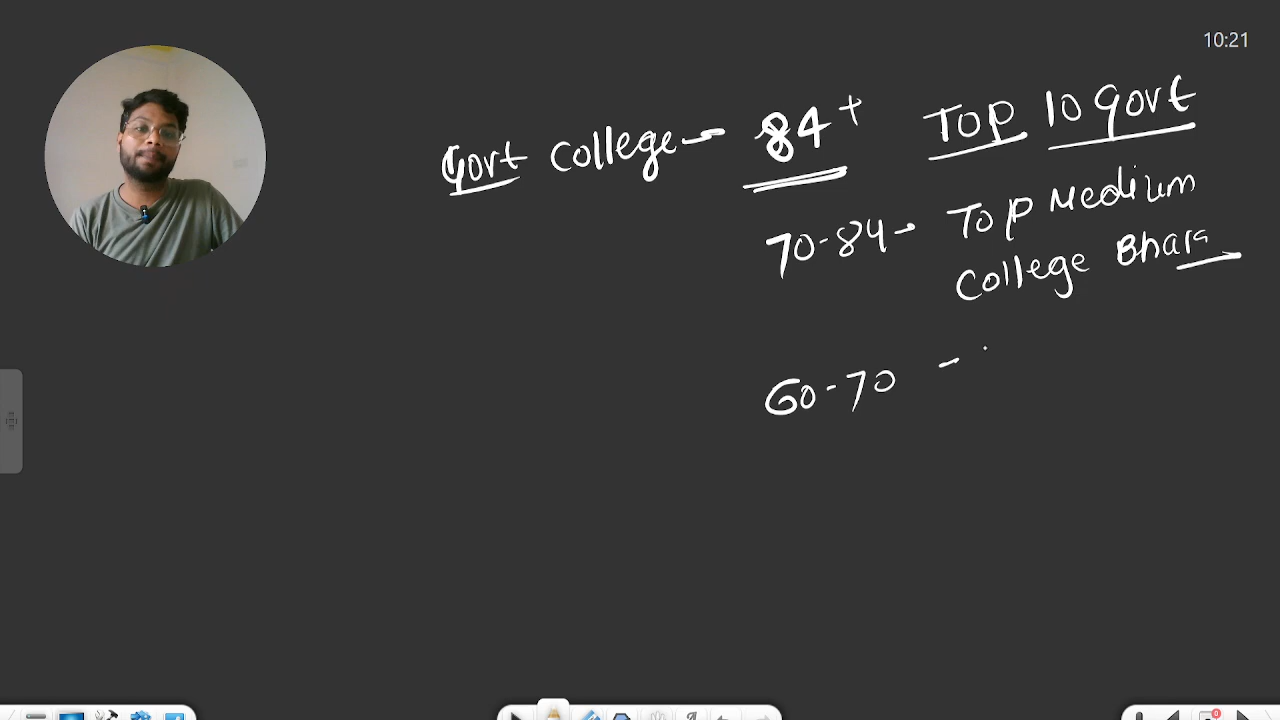 10:21
Govt College - 84+ Top 10 Govt
70-84 - Top Medium
College Bhara
60-70 -